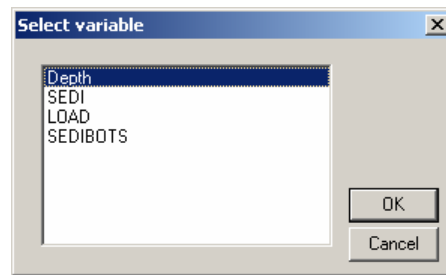 Select variable
Depth
SEDI
LOAD
SEDIBOTS
OK
Cancel